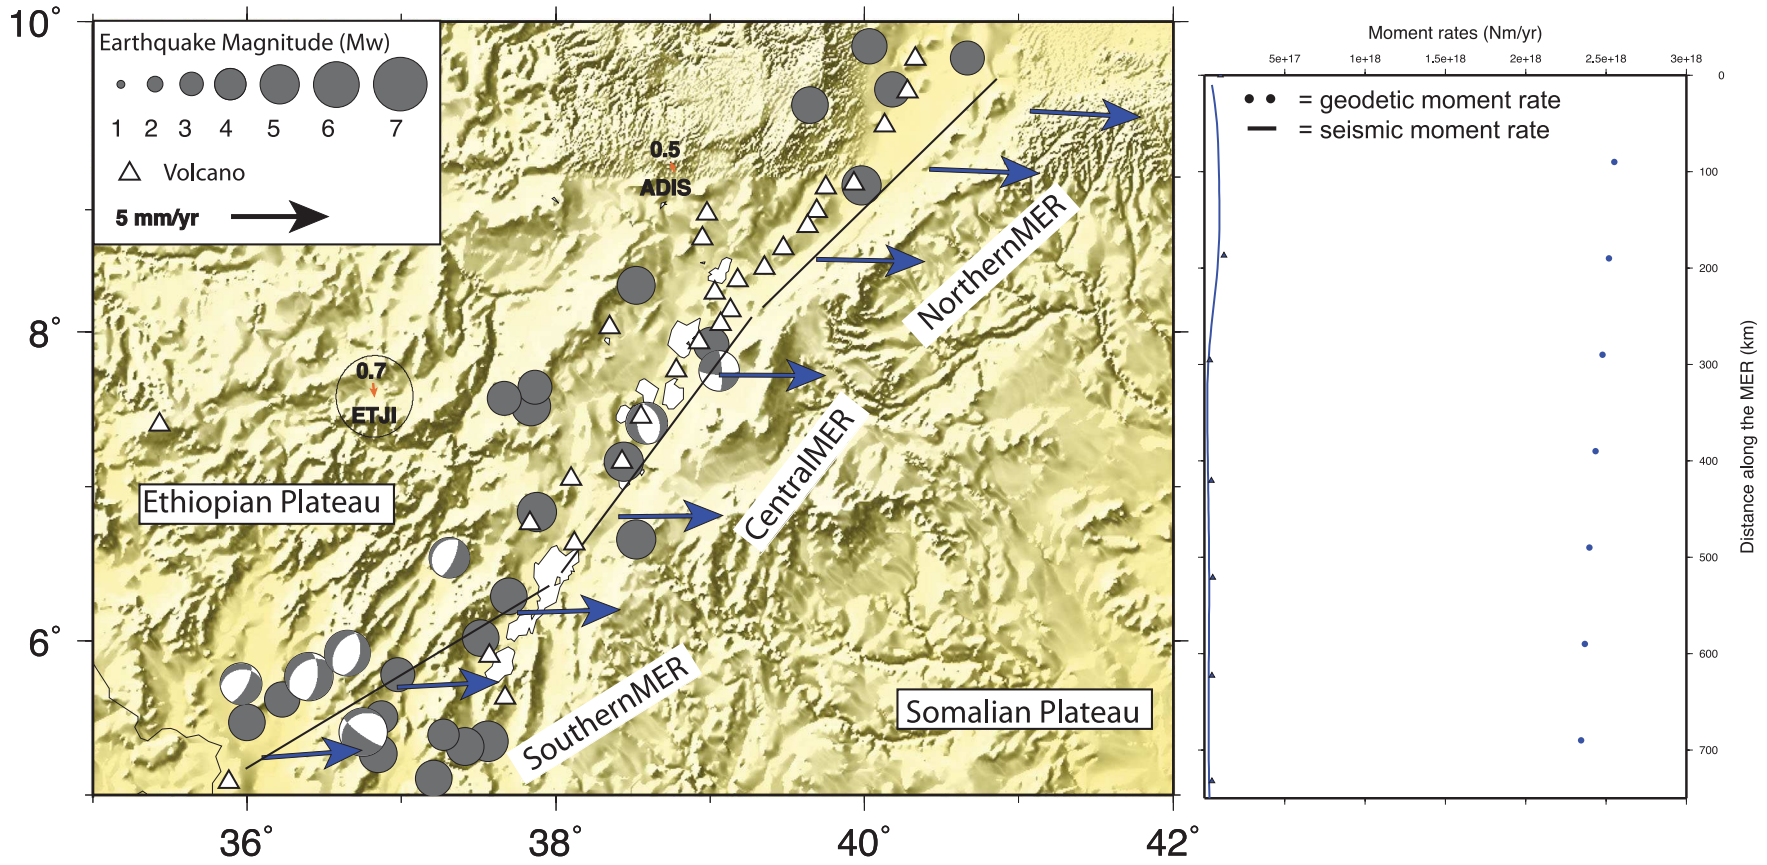 10°
8°
6°
36°
38°
40°
42°
Earthquake Magnitude (Mw)
1 2 3 4 5 6 7
Volcano
5 mm/yr
0.5
ADIS
0.7
ETJI
Ethiopian Plateau
NorthernMER
CentralMER
SouthernMER
Somalian Plateau
Moment rates (Nm/yr)
5e+17 1e+18 1.5e+18 2e+18 2.5e+18 3e+18
= geodetic moment rate
= seismic moment rate
0
100
200
300
400
500
600
700
Distance along the MER (km)